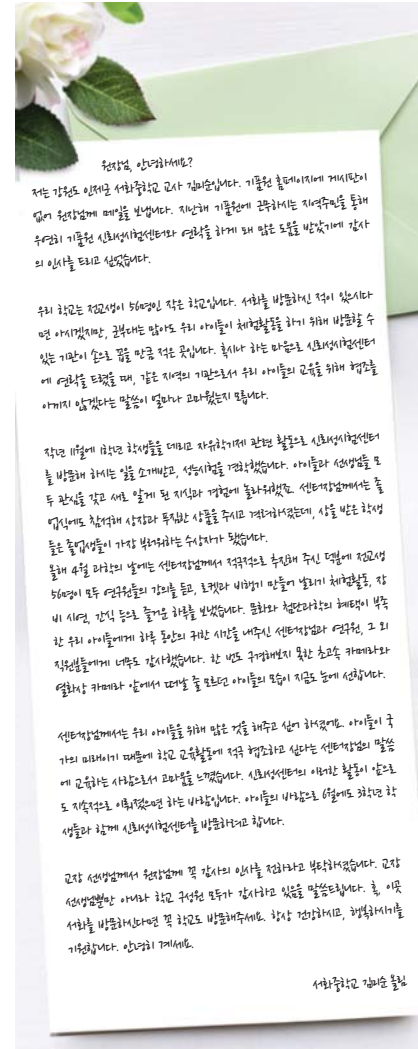 원장님, 안녕하세요?
저는 강원도 인제군 서화중학교 교사 김미순입니다. 기품원 홈페이지에 게시판이
없어 원장님께 메일을 보냅니다. 지난해 기품원에 근무하시는 지역주민을 통해
우연히 기품원 신뢰성시험센터와 연락을 하게 돼 많은 도움을 받았기에 감사
의 인사를 드리고 싶었습니다.
우리 학교는 전교생이 56명인 작은 학교입니다. 서화를 방문하신 적이 있으시다
면 아시겠지만, 군부대는 많아도 우리 아이들이 체험활동을 하기 위해 방문할 수
있는 기관이 손으로 꼽을 만큼 적은 곳입니다. 혹시나 하는 마음으로 신뢰성시험센터
에 연락을 드렸을 때, 같은 지역의 기관으로서 우리 아이들의 교육을 위해 협조를
아끼지 않겠다는 말씀이 얼마나 고마웠는지 모릅니다.
작년 11월에 1학년 학생들을 데리고 자유학기제 관련 활동으로 신뢰성시험센터
를 방문해 하시는 일을 소개받고, 성능시험을 견학했습니다. 아이들과 선생님들 모
두 관심을 갖고 새로 알게 된 지식과 경험에 놀라워했죠. 센터장님께서는 졸
업식에도 참석해 상장과 푸짐한 상품을 주시고 격려하셨는데, 상을 받은 학생
들은 졸업생들이 가장 부러워하는 수상자가 됐습니다.
올해 4월 과학의 날에는 센터장님께서 적극적으로 추진해 주신 덕분에 전교생
56명이 모두 연구원들의 강의를 듣고, 로켓과 비행기 만들어 날리기 체험활동, 장
비 시연, 간식 등으로 즐거운 하루를 보냈습니다. 문화와 첨단과학의 혜택이 부족
한 우리 아이들에게 하루 동안의 귀한 시간을 내주신 센터장님과 연구원, 그 외
직원분들에게 너무도 감사했습니다. 한 번도 구경해보지 못한 초고속 카메라와
열화상 카메라 앞에서 떠날 줄 모르던 아이들의 모습이 지금도 눈에 선합니다.
센터장님께서는 우리 아이들을 위해 많은 것을 해주고 싶어 하셨어요. 아이들이 국
가의 미래이기 때문에 학교 교육활동에 적극 협조하고 싶다는 센터장님의 말씀
에 교육하는 사람으로서 고마움을 느꼈습니다. 신뢰성센터의 이러한 활동이 앞으로
도 지속적으로 이뤄졌으면 하는 바람입니다. 아이들의 바람으로 6월에도 3학년 학
생들과 함께 신뢰성시험센터를 방문하려고 합니다.
교장 선생님께서 원장님께 꼭 감사의 인사를 전하라고 부탁하셨습니다. 교장
선생님뿐만 아니라 학교 구성원 모두가 감사하고 있음을 말씀드립니다. 혹, 이곳
서화를 방문하신다면 꼭 학교도 방문해주세요. 항상 건강하시고, 행복하시기를
기원합니다. 안녕히 계세요.
서화중학교 김미순 올림